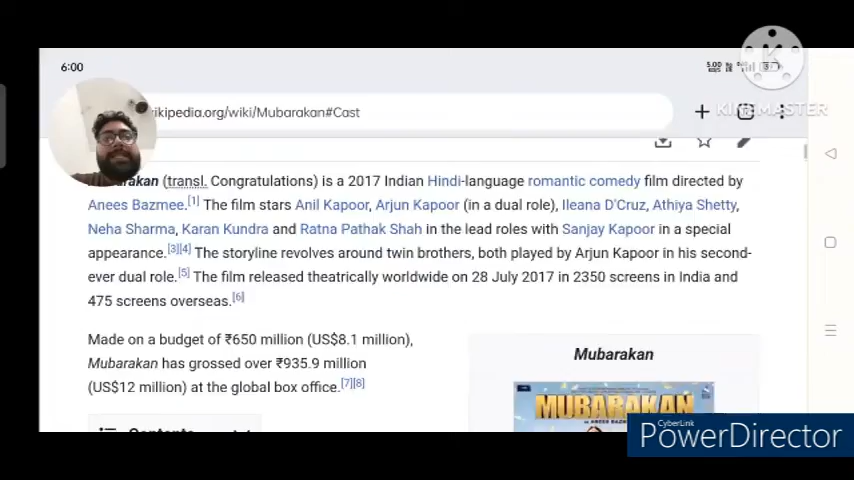 6:00
5.00
KINEMASTER
ikipedia.org/wiki/Mubarakan#Cast
arakan (transl. Congratulations) is a 2017 Indian Hindi-language romantic comedy film directed by
Anees Bazmee.[1] The film stars Anil Kapoor, Arjun Kapoor (in a dual role), Ileana D'Cruz, Athiya Shetty,
Neha Sharma, Karan Kundra and Ratna Pathak Shah in the lead roles with Sanjay Kapoor in a special
appearance.[3][4] The storyline revolves around twin brothers, both played by Arjun Kapoor in his second-
ever dual role.[5] The film released theatrically worldwide on 28 July 2017 in 2350 screens in India and
475 screens overseas.[6]
Made on a budget of ₹650 million (US$8.1 million),
Mubarakan has grossed over ₹935.9 million
(US$12 million) at the global box office.[7][8]
Mubarakan
MUBARAKAN
Contents
CyberLink
PowerDirector